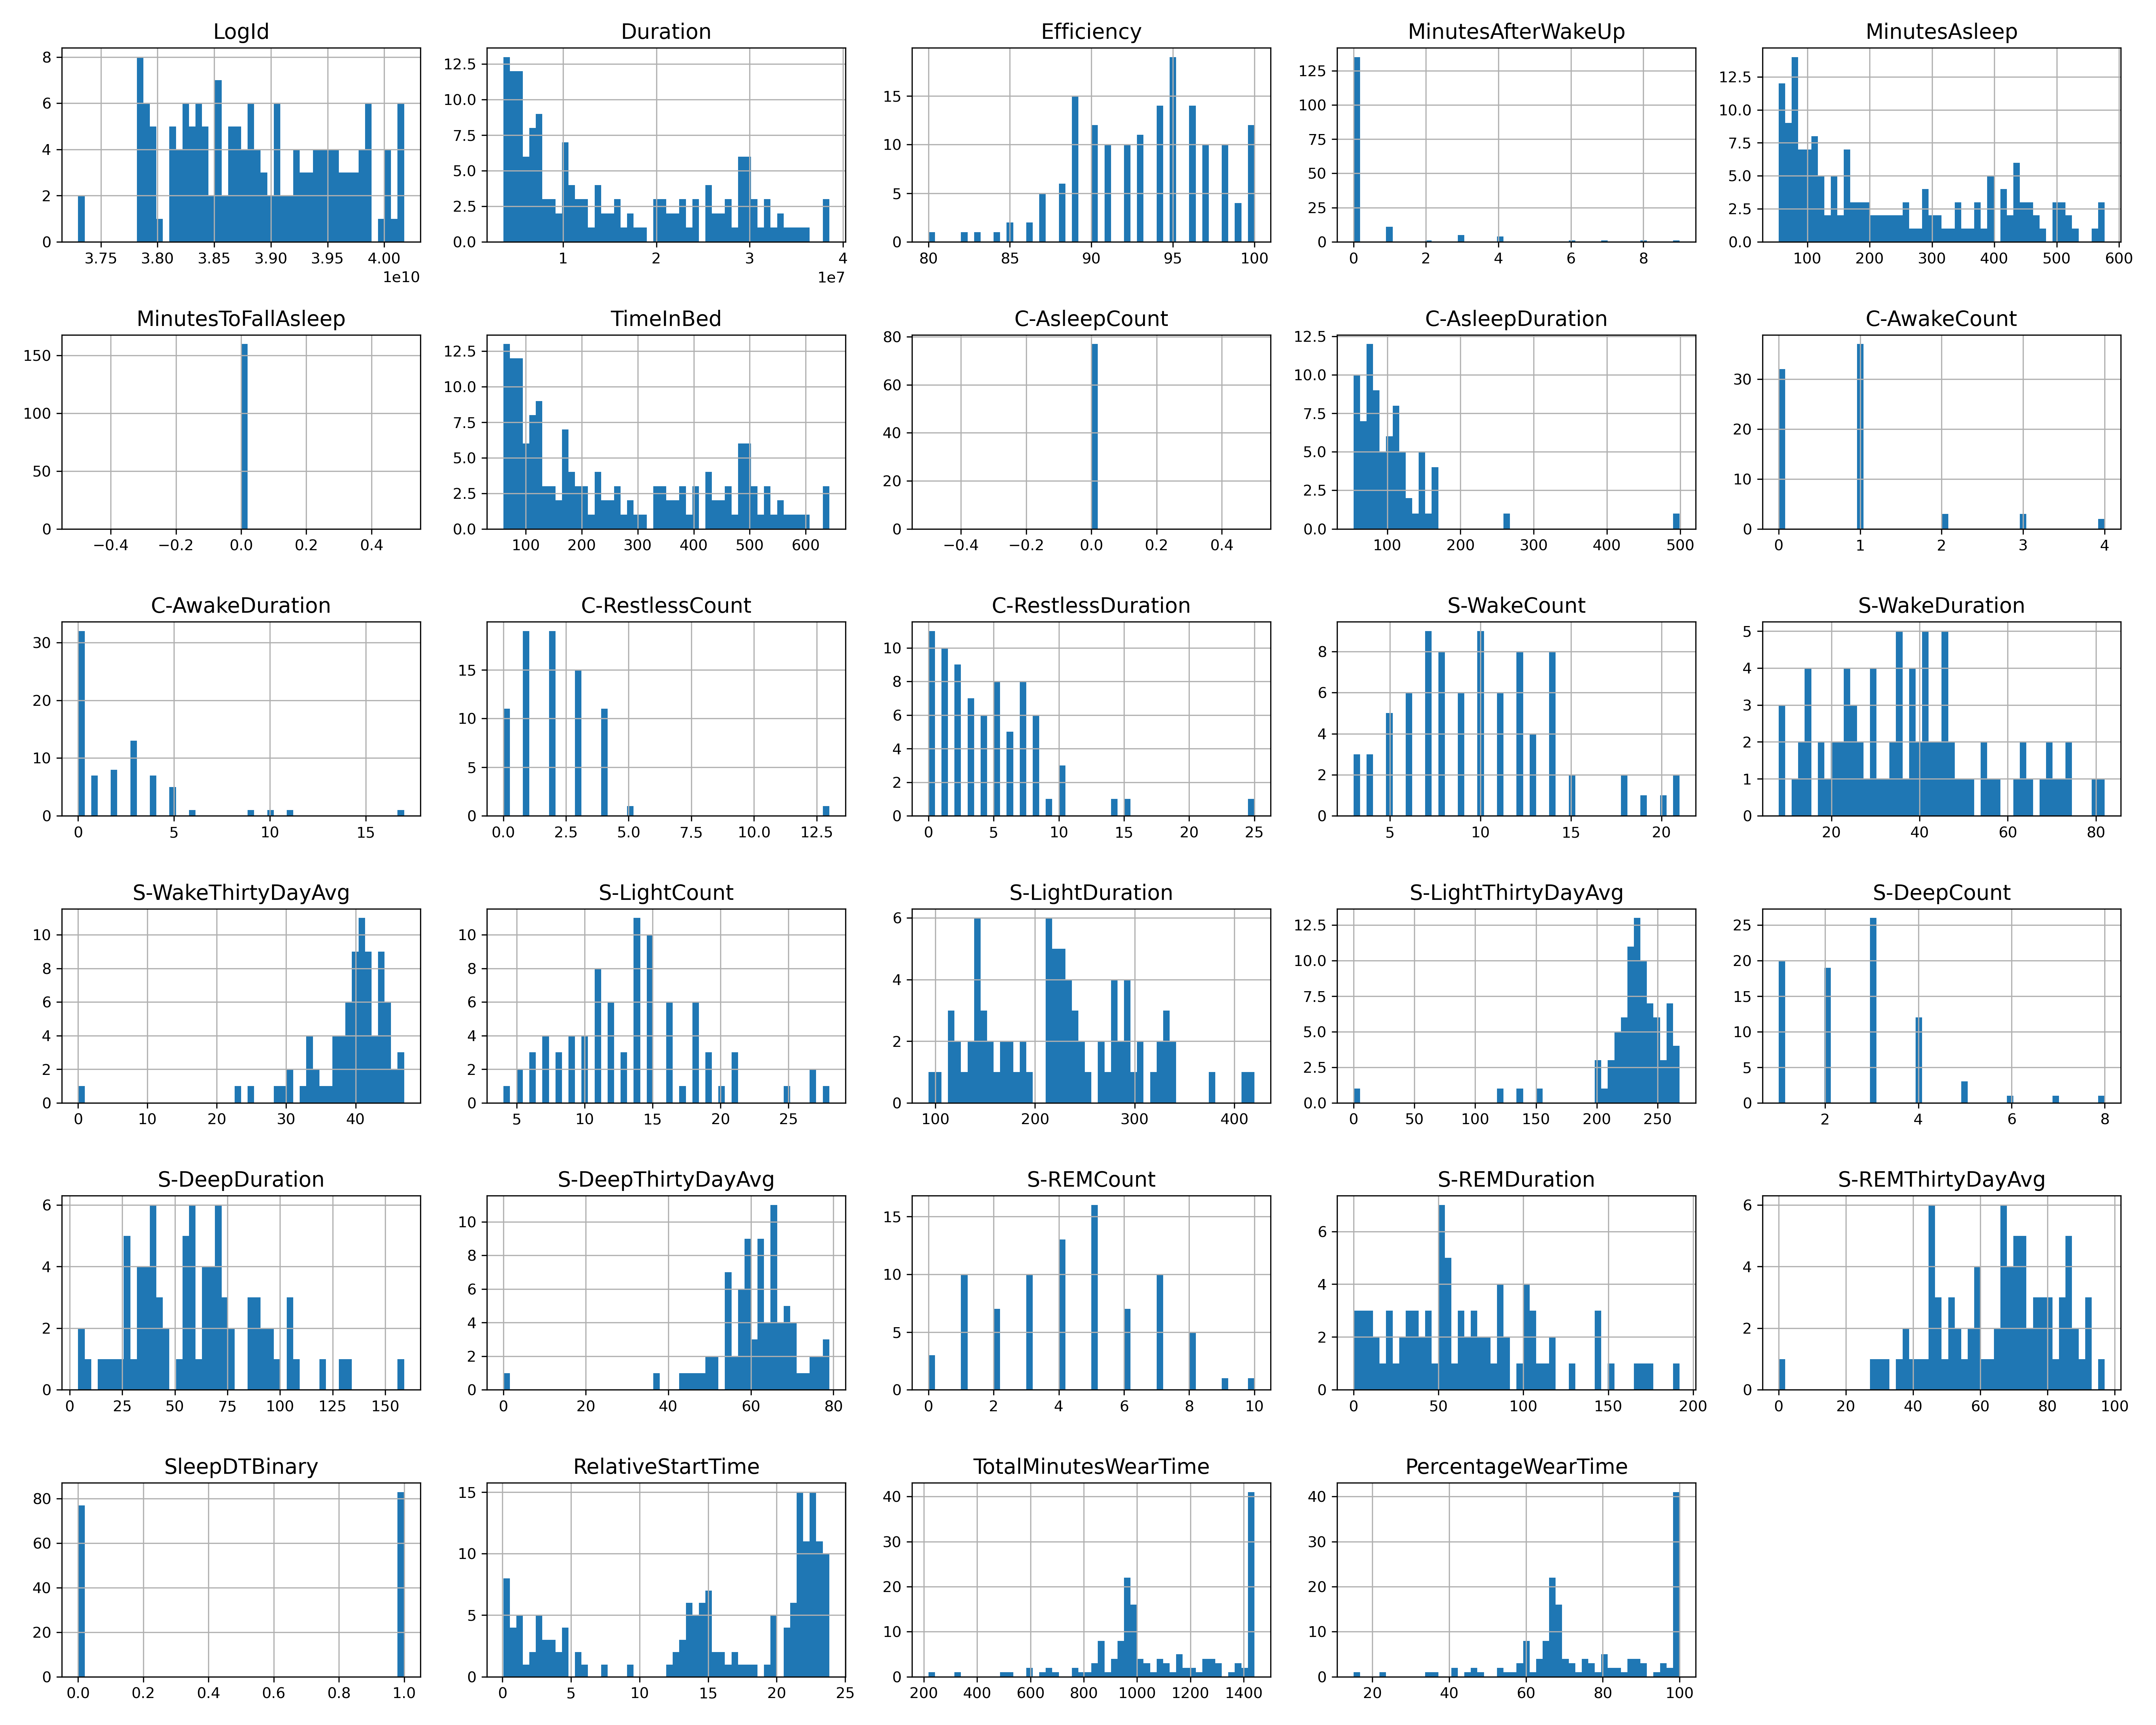 LogId Duration Efficiency MinutesAfterWakeUp MinutesAsleep
8 6 4 2 0
3.75 3.80 3.85 3.90 3.95 4.00
1e10
12.5 10.0 7.5 5.0 2.5 0.0
1 2 3 4
1e7
15 10 5 0
80 85 90 95 100
125 100 75 50 25 0
0 2 4 6 8
12.5 10.0 7.5 5.0 2.5 0.0
100 200 300 400 500 600
MinutesToFallAsleep TimeInBed C-AsleepCount C-AsleepDuration C-AwakeCount
150 100 50 0
−0.4 −0.2 0.0 0.2 0.4
12.5 10.0 7.5 5.0 2.5 0.0
100 200 300 400 500 600
80 60 40 20 0
−0.4 −0.2 0.0 0.2 0.4
12.5 10.0 7.5 5.0 2.5 0.0
100 200 300 400 500
30 20 10 0
0 1 2 3 4
C-AwakeDuration C-RestlessCount C-RestlessDuration S-WakeCount S-WakeDuration
30 20 10 0
0 5 10 15
15 10 5 0
0.0 2.5 5.0 7.5 10.0 12.5
10 8 6 4 2 0
0 5 10 15 20 25
8 6 4 2 0
5 10 15 20
5 4 3 2 1 0
20 40 60 80
S-WakeThirtyDayAvg S-LightCount S-LightDuration S-LightThirtyDayAvg S-DeepCount
10 8 6 4 2 0
0 10 20 30 40
10 8 6 4 2 0
5 10 15 20 25
6 4 2 0
100 200 300 400
12.5 10.0 7.5 5.0 2.5 0.0
0 50 100 150 200 250
25 20 15 10 5 0
2 4 6 8
S-DeepDuration S-DeepThirtyDayAvg S-REMCount S-REMDuration S-REMThirtyDayAvg
6 4 2 0
0 25 50 75 100 125 150
10 8 6 4 2 0
0 20 40 60 80
15 10 5 0
0 2 4 6 8 10
6 4 2 0
0 50 100 150 200
6 4 2 0
0 20 40 60 80 100
SleepDTBinary RelativeStartTime TotalMinutesWearTime PercentageWearTime
80 60 40 20 0
0.0 0.2 0.4 0.6 0.8 1.0
15 10 5 0
0 5 10 15 20 25
40 30 20 10 0
200 400 600 800 1000 1200 1400
40 30 20 10 0
20 40 60 80 100